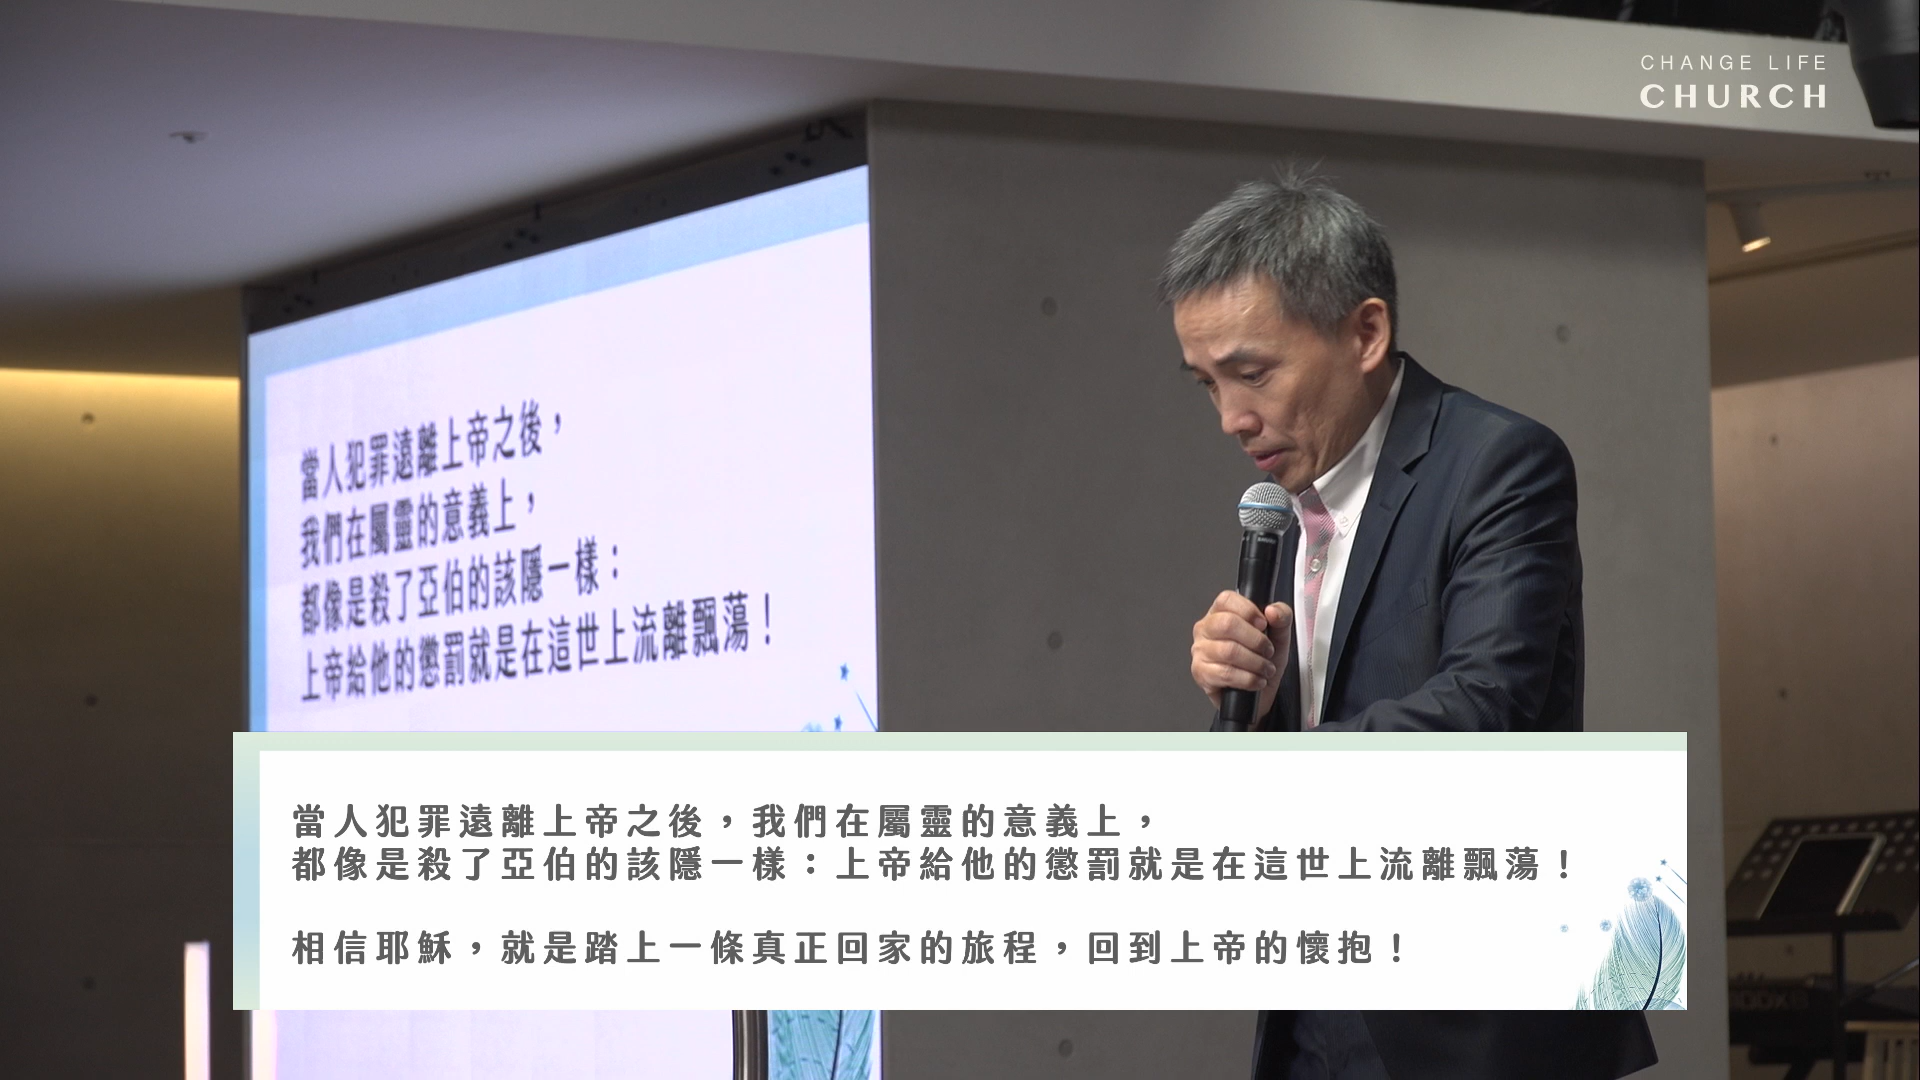 CHANGE LIFE
CHURCH
當人犯罪遠離上帝之後，
我們在屬靈的意義上，
都像是殺了亞伯的該隱一樣：
上帝給他的懲罰就是在這世上流離飄蕩！
當人犯罪遠離上帝之後，我們在屬靈的意義上，
都像是殺了亞伯的該隱一樣：上帝給他的懲罰就是在這世上流離飄蕩！
相信耶穌，就是踏上一條真正回家的旅程，回到上帝的懷抱！